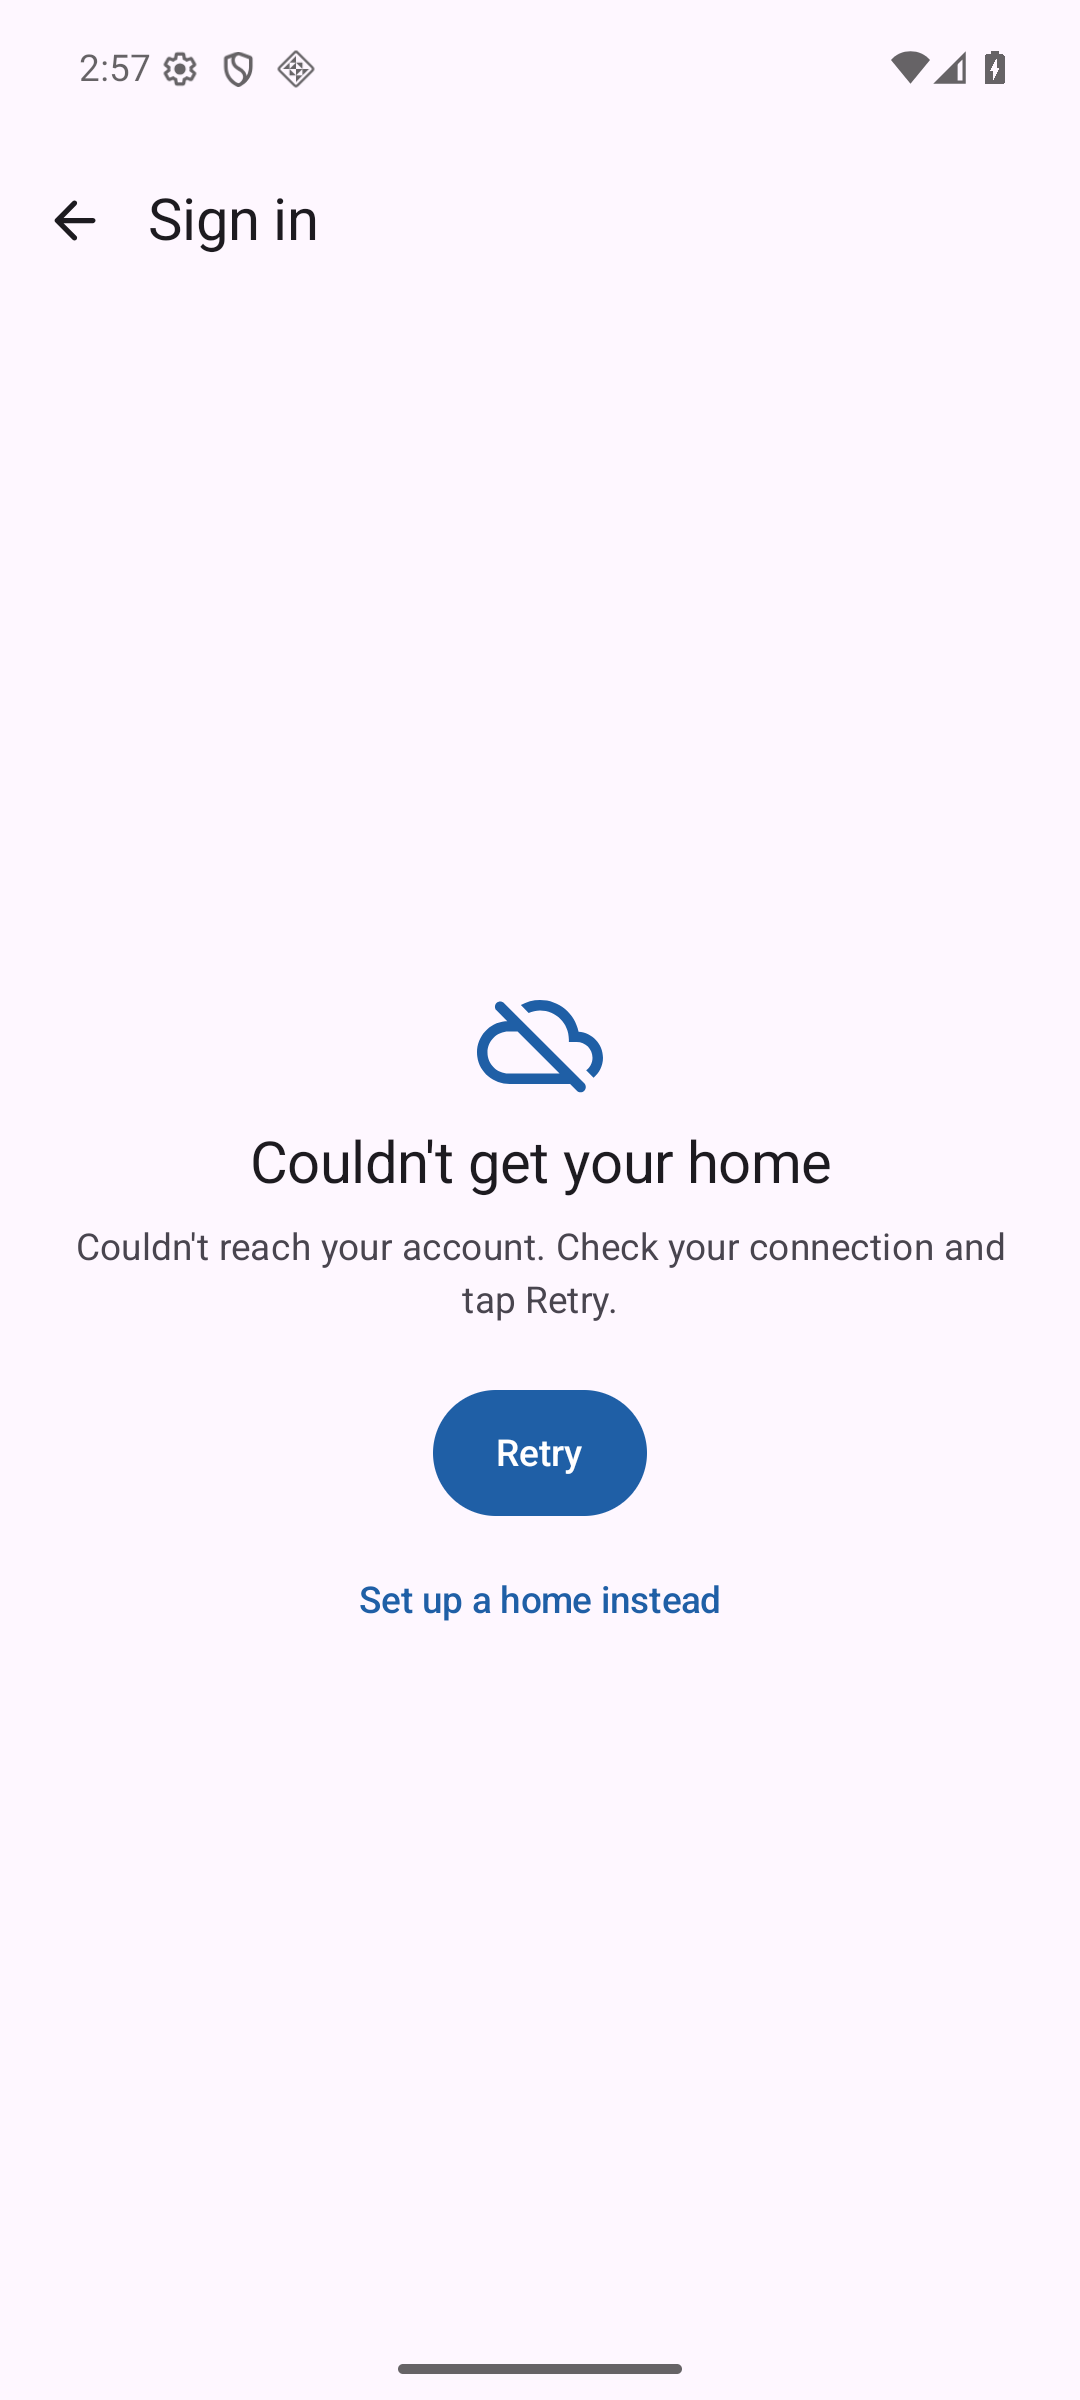 2:57
Sign in
Couldn't get your home
Couldn't reach your account. Check your connection and
tap Retry.
Retry
Set up a home instead